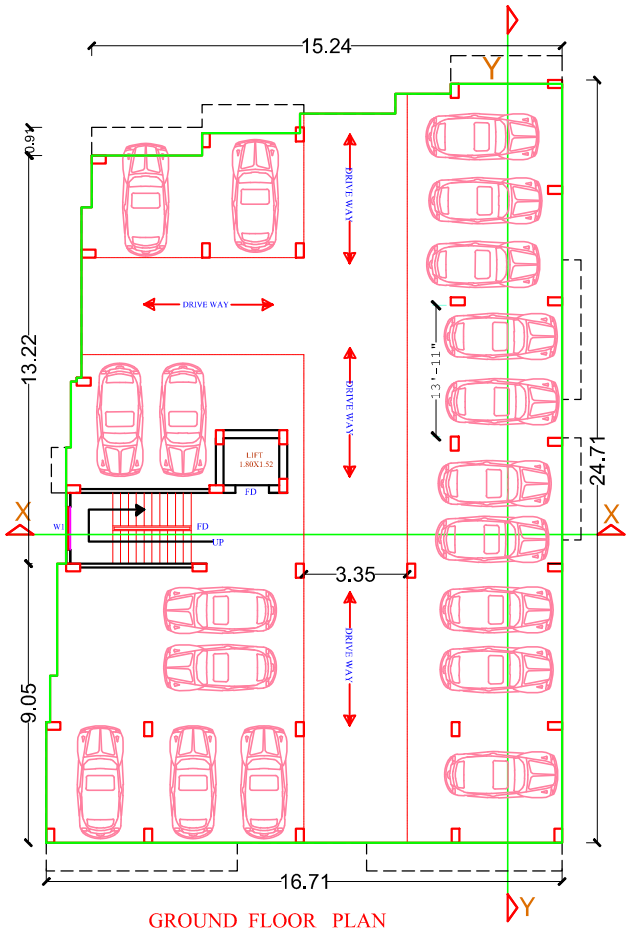 15.24
Y
0.91
DRIVE WAY
DRIVE WAY
13.22
13'-11"
DRIVE WAY
LIFT
1.80X1.52
FD
24.71
X
W1
FD
UP
X
3.35
DRIVE WAY
9.05
16.71
Y
GROUND FLOOR PLAN